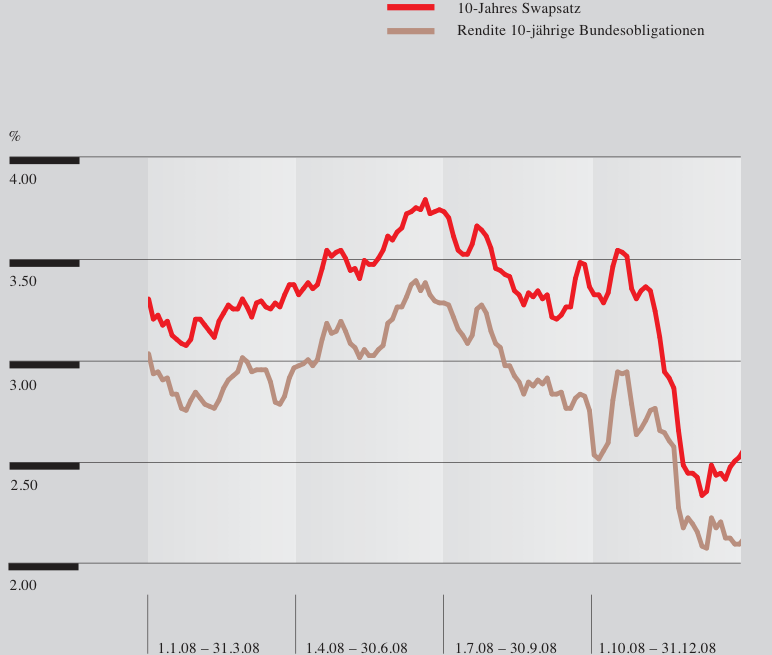 10-Jahres Swapsatz
Rendite 10-jährige Bundesobligationen
%
4.00
3.50
3.00
2.50
2.00
1.1.08 – 31.3.08 1.4.08 – 30.6.08 1.7.08 – 30.9.08 1.10.08 – 31.12.08